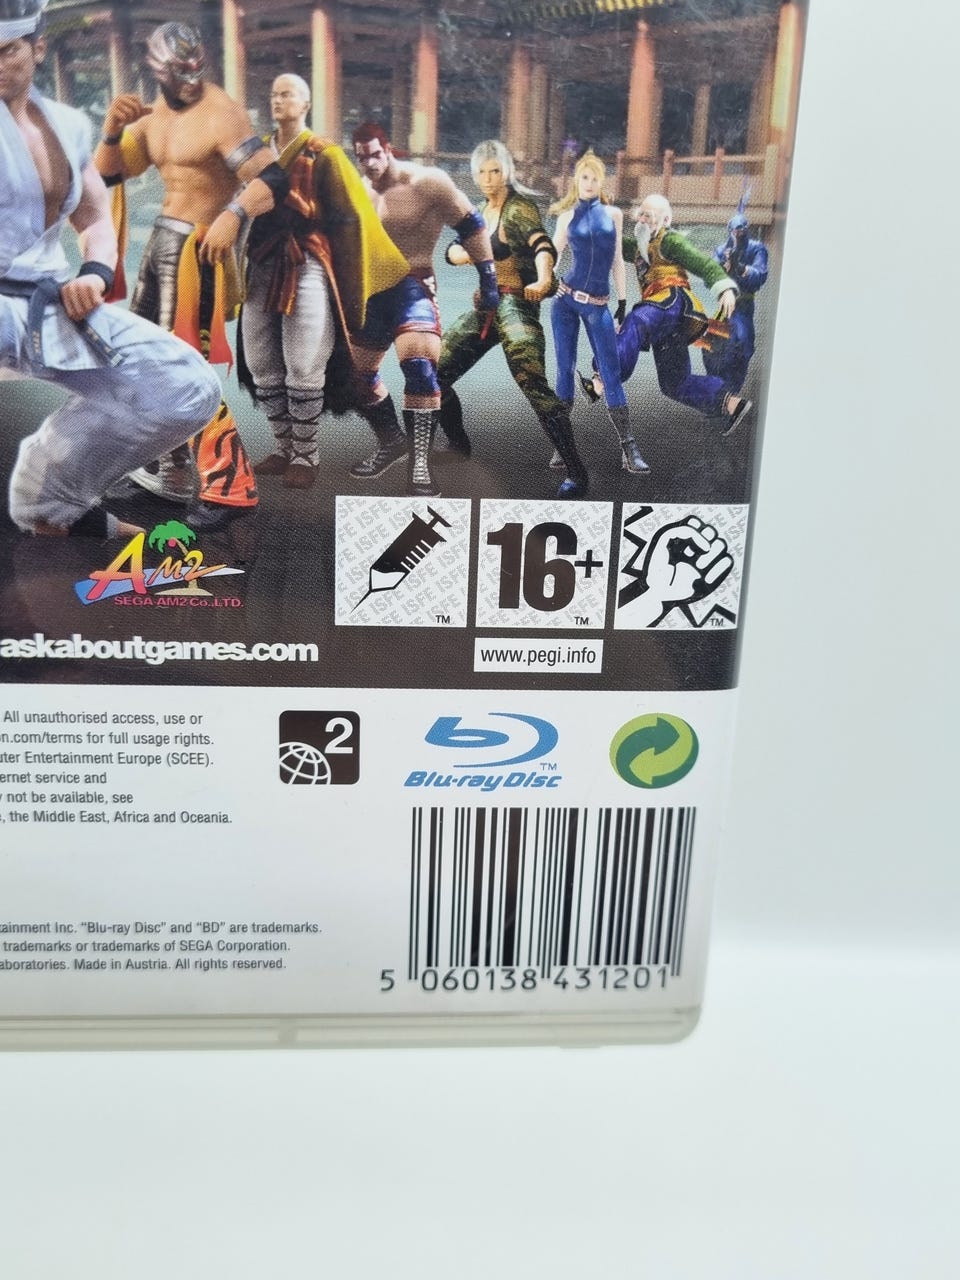 AM2
SEGA-AM2 Co.,LTD.
TM
16+
TM
TM
askaboutgames.com
www.pegi.info
All unauthorised access, use or
n.com/terms for full usage rights.
uter Entertainment Europe (SCEE).
ernet service and
y not be available, see
e, the Middle East, Africa and Oceania.
2
TM
Blu-ray Disc
tainment Inc. "Blu-ray Disc" and "BD" are trademarks.
trademarks or trademarks of SEGA Corporation.
aboratories. Made in Austria. All rights reserved.
5 060138 431201